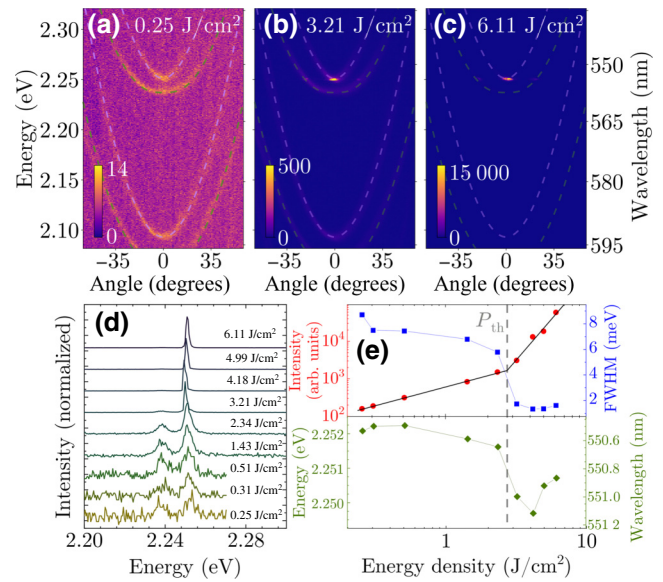 (a) 0.25 J/cm²
(b) 3.21 J/cm²
(c) 6.11 J/cm²
2.32
2.25
2.20
2.15
2.10
Energy (eV)
14
0
500
0
15 000
0
550
565
580
595
Wavelength (nm)
−35 0 35
−35 0 35
−35 0 35
Angle (degrees)
Angle (degrees)
Angle (degrees)
(d)
Intensity (normalized)
6.11 J/cm²
4.99 J/cm²
4.18 J/cm²
3.21 J/cm²
2.34 J/cm²
1.43 J/cm²
0.51 J/cm²
0.31 J/cm²
0.25 J/cm²
2.20 2.24 2.28
Energy (eV)
(e)
P_th
Intensity
(arb. units)
10⁴
10³
10²
8
6
4
2
FWHM (meV)
Energy (eV)
2.252
2.250
550.6
551.0
551.2
Wavelength (nm)
1 10
Energy density (J/cm²)